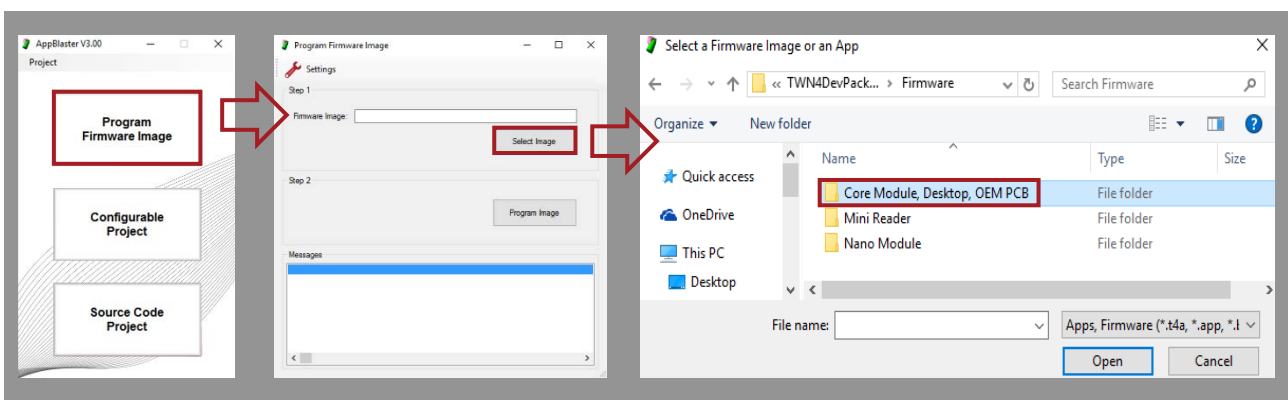 AppBlaster V3.00
Project
Program
Firmware Image
Configurable
Project
Source Code
Project
Program Firmware Image
Settings
Step 1
Firmware Image:
Select Image
Step 2
Program Image
Messages
Select a Firmware Image or an App
« TWN4DevPack... > Firmware
Search Firmware
Organize
New folder
Name Type Size
Quick access
OneDrive
This PC
Desktop
Core Module, Desktop, OEM PCB File folder
Mini Reader File folder
Nano Module File folder
File name:
Apps, Firmware (*.t4a, *.app, *.
Open Cancel